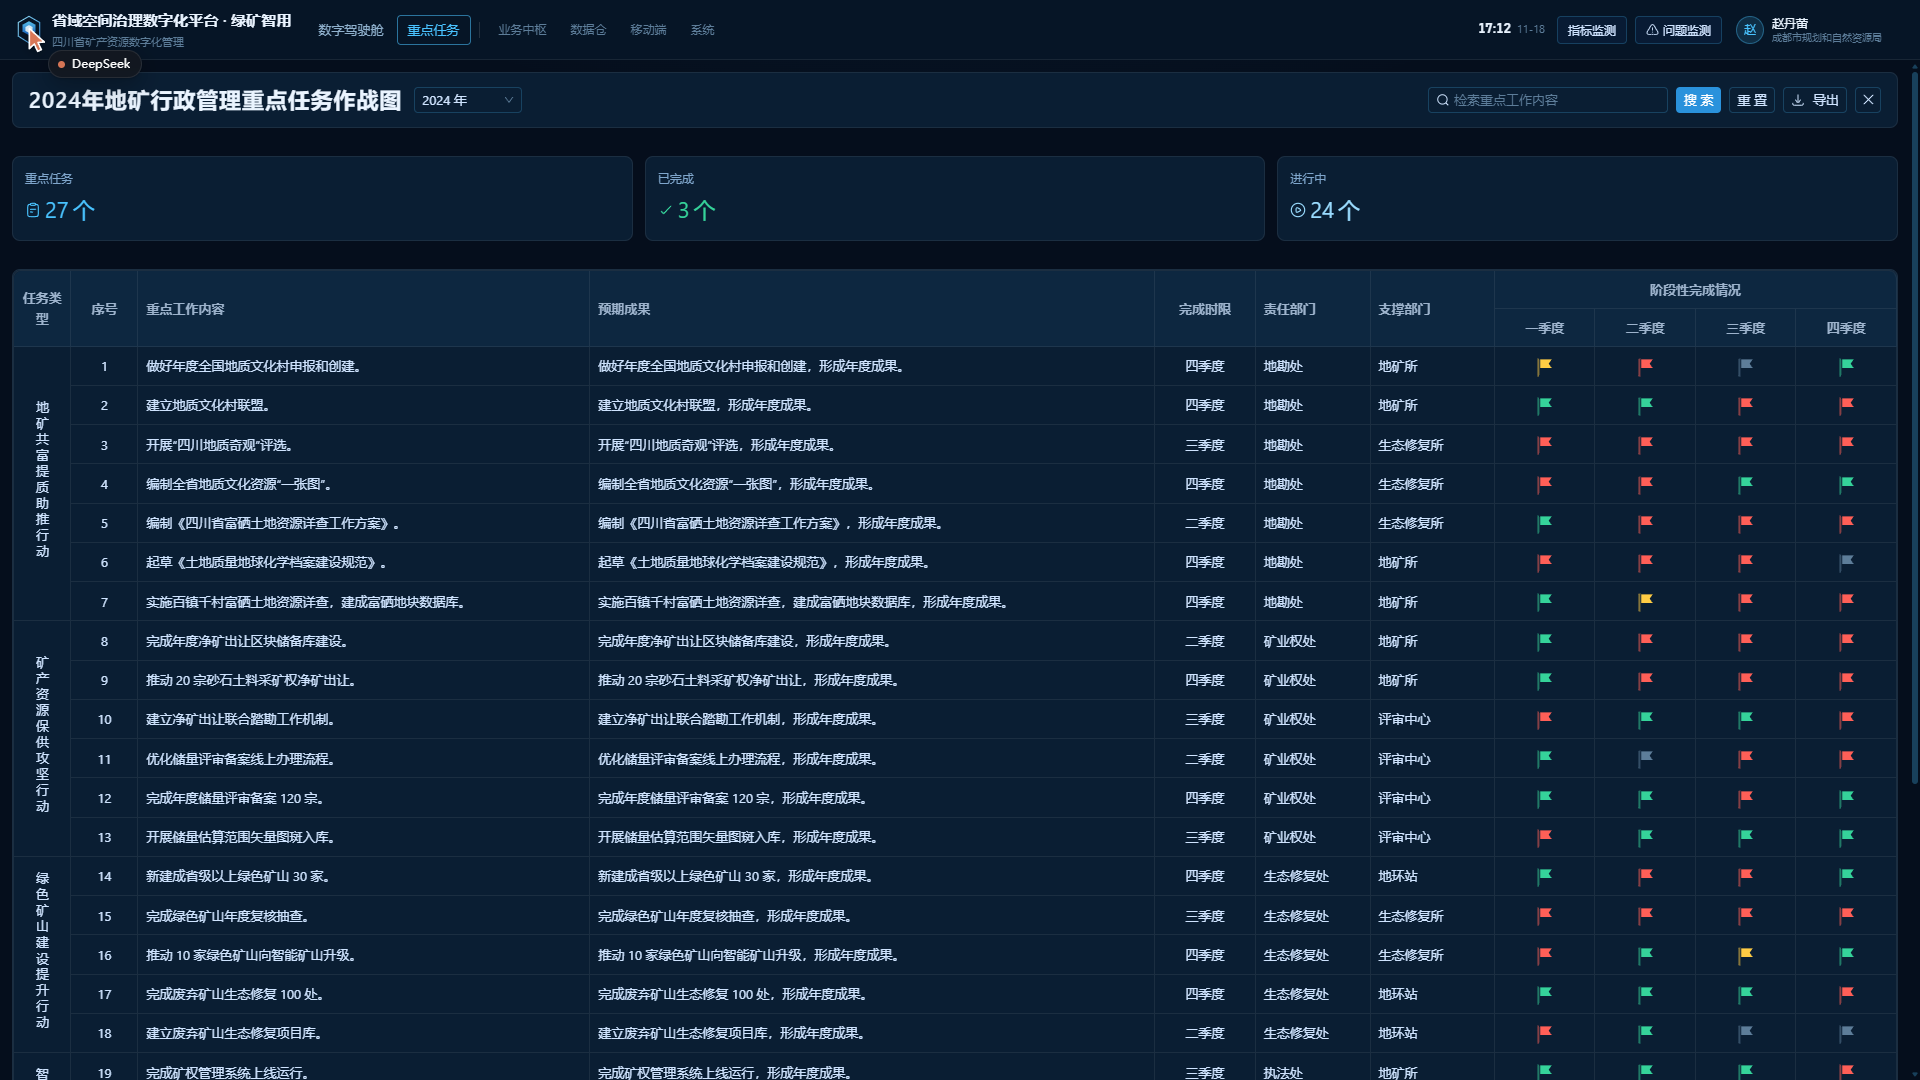 省域空间治理数字化平台 · 绿矿智用
四川省矿产资源数字化管理
数字驾驶舱 重点任务 业务中枢 数据仓 移动端 系统
17:12 11-18 指标监测 问题监测 赵 赵丹苗
成都市规划和自然资源局
DeepSeek
2024年地矿行政管理重点任务作战图 2024 年 检索重点工作内容 搜 索 重 置 导出
重点任务 已完成 进行中
27 个 3 个 24 个
任务类型 序号 重点工作内容 预期成果 完成时限 责任部门 支撑部门 阶段性完成情况
一季度 二季度 三季度 四季度
地矿共富提质助推行动
1 做好年度全国地质文化村申报和创建。 做好年度全国地质文化村申报和创建，形成年度成果。 四季度 地勘处 地矿所
2 建立地质文化村联盟。 建立地质文化村联盟，形成年度成果。 四季度 地勘处 地矿所
3 开展“四川地质奇观”评选。 开展“四川地质奇观”评选，形成年度成果。 三季度 地勘处 生态修复所
4 编制全省地质文化资源“一张图”。 编制全省地质文化资源“一张图”，形成年度成果。 四季度 地勘处 生态修复所
5 编制《四川省富硒土地资源详查工作方案》。 编制《四川省富硒土地资源详查工作方案》，形成年度成果。 二季度 地勘处 生态修复所
6 起草《土地质量地球化学档案建设规范》。 起草《土地质量地球化学档案建设规范》，形成年度成果。 四季度 地勘处 地矿所
7 实施百镇千村富硒土地资源详查，建成富硒地块数据库。 实施百镇千村富硒土地资源详查，建成富硒地块数据库，形成年度成果。 四季度 地勘处 地矿所
矿产资源保供攻坚行动
8 完成年度净矿出让区块储备库建设。 完成年度净矿出让区块储备库建设，形成年度成果。 二季度 矿业权处 地矿所
9 推动 20 宗砂石土料采矿权净矿出让。 推动 20 宗砂石土料采矿权净矿出让，形成年度成果。 四季度 矿业权处 地矿所
10 建立净矿出让联合踏勘工作机制。 建立净矿出让联合踏勘工作机制，形成年度成果。 三季度 矿业权处 评审中心
11 优化储量评审备案线上办理流程。 优化储量评审备案线上办理流程，形成年度成果。 二季度 矿业权处 评审中心
12 完成年度储量评审备案 120 宗。 完成年度储量评审备案 120 宗，形成年度成果。 四季度 矿业权处 评审中心
13 开展储量估算范围矢量图斑入库。 开展储量估算范围矢量图斑入库，形成年度成果。 三季度 矿业权处 评审中心
绿色矿山建设提升行动
14 新建成省级以上绿色矿山 30 家。 新建成省级以上绿色矿山 30 家，形成年度成果。 四季度 生态修复处 地环站
15 完成绿色矿山年度复核抽查。 完成绿色矿山年度复核抽查，形成年度成果。 三季度 生态修复处 生态修复所
16 推动 10 家绿色矿山向智能矿山升级。 推动 10 家绿色矿山向智能矿山升级，形成年度成果。 四季度 生态修复处 生态修复所
17 完成废弃矿山生态修复 100 处。 完成废弃矿山生态修复 100 处，形成年度成果。 四季度 生态修复处 地环站
18 建立废弃矿山生态修复项目库。 建立废弃矿山生态修复项目库，形成年度成果。 二季度 生态修复处 地环站
智
19 完成矿权管理系统上线运行。 完成矿权管理系统上线运行，形成年度成果。 三季度 执法处 地矿所